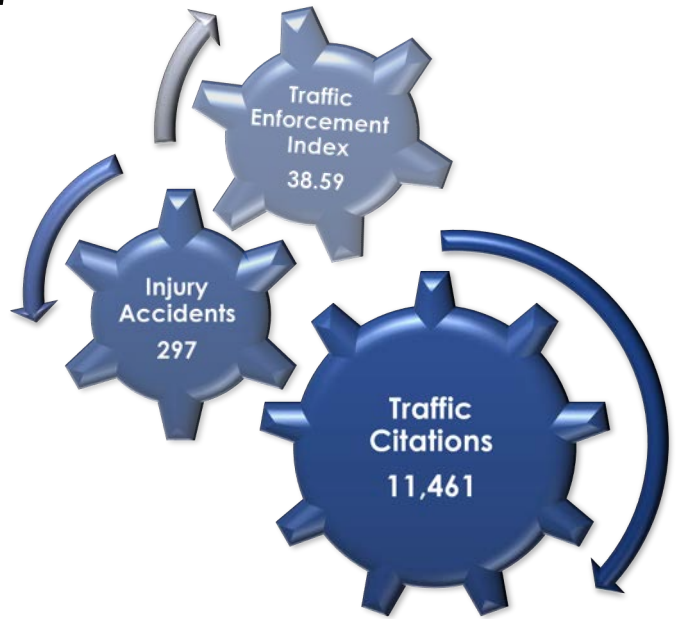 Traffic
Enforcement
Index
38.59
Injury
Accidents
297
Traffic
Citations
11,461